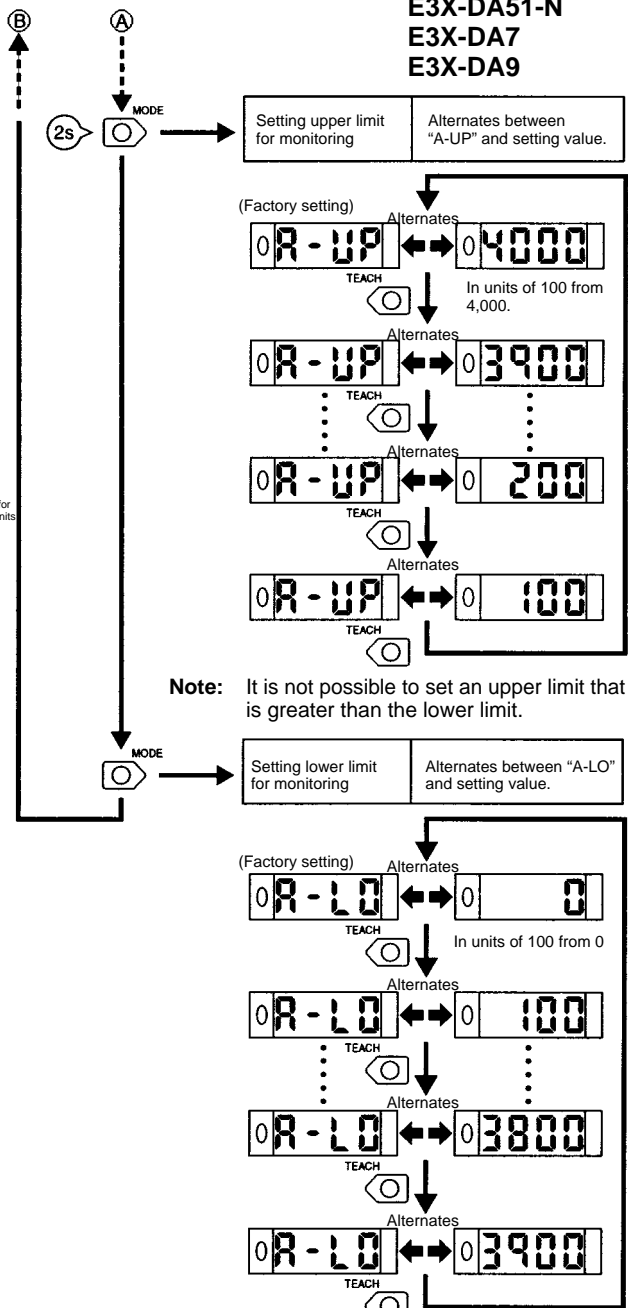 E3X-DA51-N
E3X-DA7
E3X-DA9
B A
MODE
2s
Setting upper limit
for monitoring
Alternates between
“A-UP” and setting value.
(Factory setting)
Alternates
0 A-UP 0 4000
TEACH
In units of 100 from
4,000.
Alternates
0 A-UP 0 3900
TEACH
Alternates
0 A-UP 0 200
TEACH
Alternates
0 A-UP 0 100
TEACH
for
nits
Note: It is not possible to set an upper limit that
is greater than the lower limit.
MODE
Setting lower limit
for monitoring
Alternates between “A-LO”
and setting value.
(Factory setting)
Alternates
0 A-LO 0 0
TEACH
In units of 100 from 0
Alternates
0 A-LO 0 100
TEACH
Alternates
0 A-LO 0 3800
TEACH
Alternates
0 A-LO 0 3900
TEACH